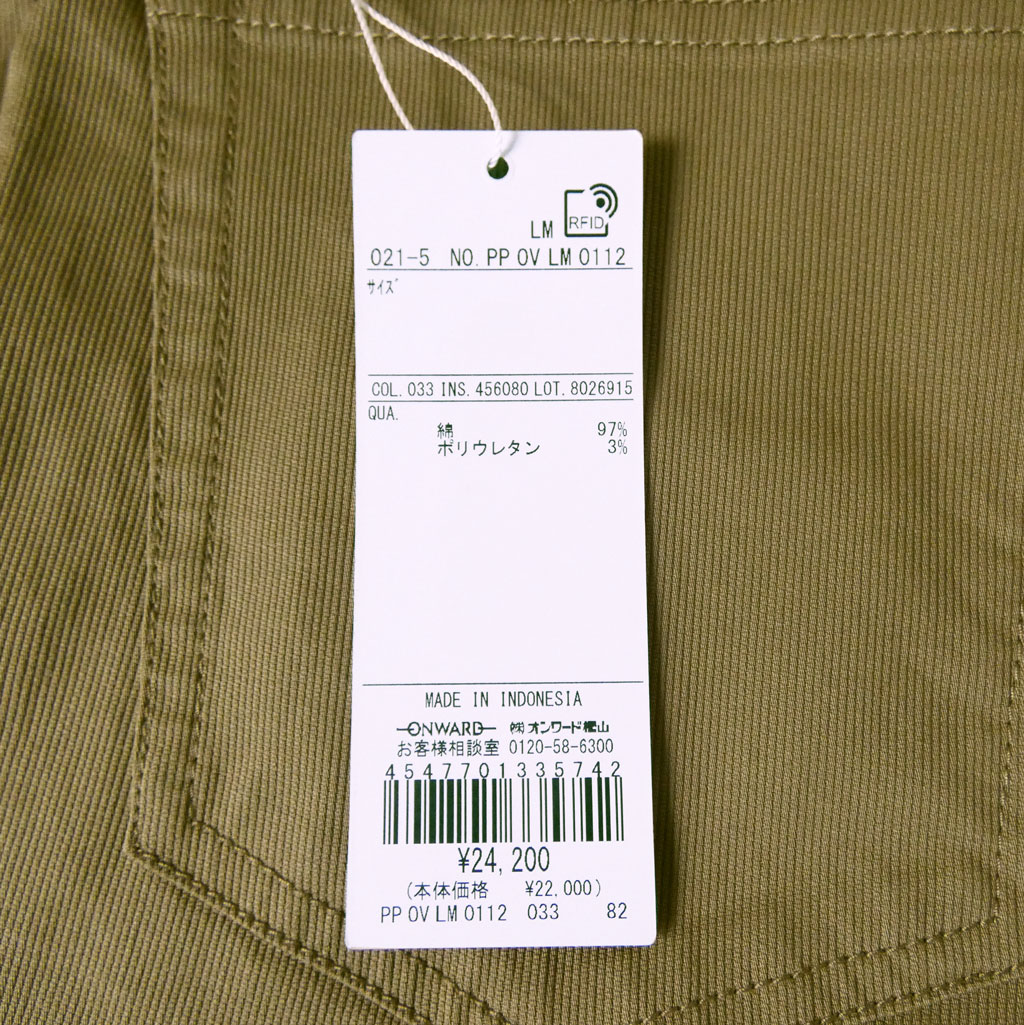 LM RFID
021-5 NO. PP OV LM 0112
サイズ
COL. 033 INS. 456080 LOT. 8026915
QUA.
綿 97%
ポリウレタン 3%
MADE IN INDONESIA
ONWARD ㈱オンワード樫山
お客様相談室 0120-58-6300
4547701335742
¥24,200
(本体価格 ¥22,000)
PP OV LM 0112 033 82